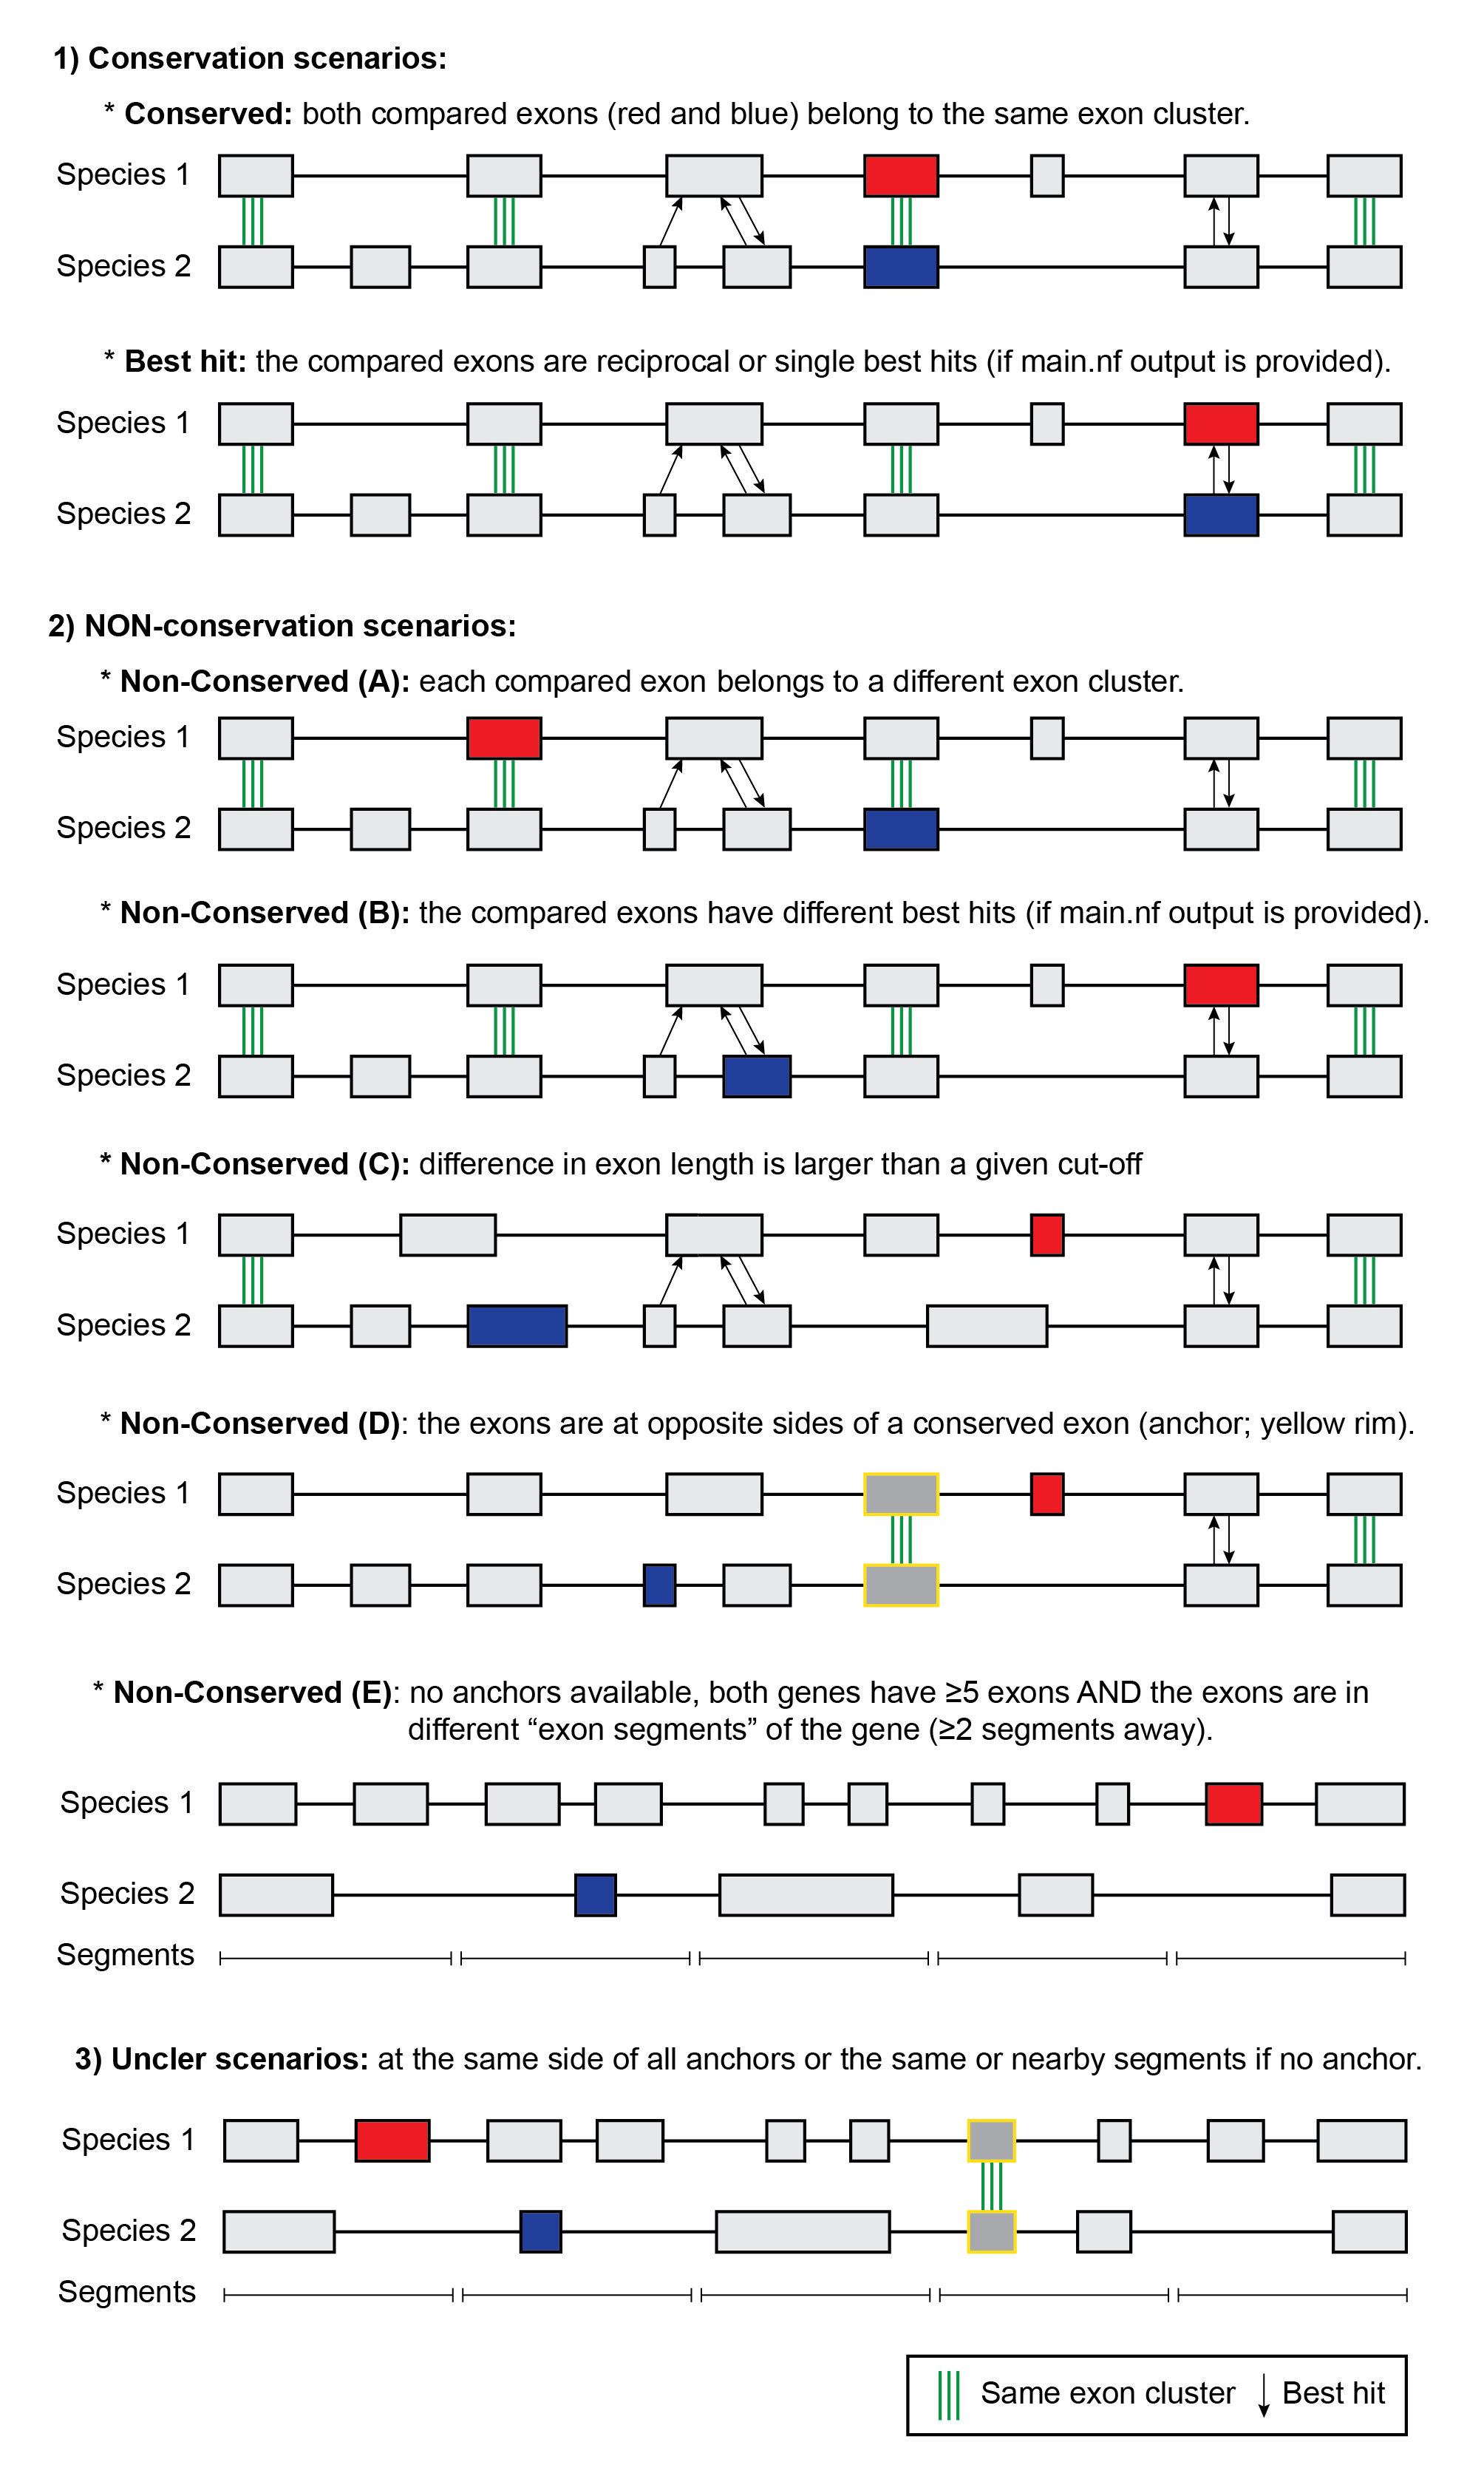 1) Conservation scenarios:
* Conserved: both compared exons (red and blue) belong to the same exon cluster.
Species 1
Species 2
* Best hit: the compared exons are reciprocal or single best hits (if main.nf output is provided).
Species 1
Species 2
2) NON-conservation scenarios:
* Non-Conserved (A): each compared exon belongs to a different exon cluster.
Species 1
Species 2
* Non-Conserved (B): the compared exons have different best hits (if main.nf output is provided).
Species 1
Species 2
* Non-Conserved (C): difference in exon length is larger than a given cut-off
Species 1
Species 2
* Non-Conserved (D): the exons are at opposite sides of a conserved exon (anchor; yellow rim).
Species 1
Species 2
* Non-Conserved (E): no anchors available, both genes have ≥5 exons AND the exons are in
different “exon segments” of the gene (≥2 segments away).
Species 1
Species 2
Segments
3) Uncler scenarios: at the same side of all anchors or the same or nearby segments if no anchor.
Species 1
Species 2
Segments
Same exon cluster Best hit